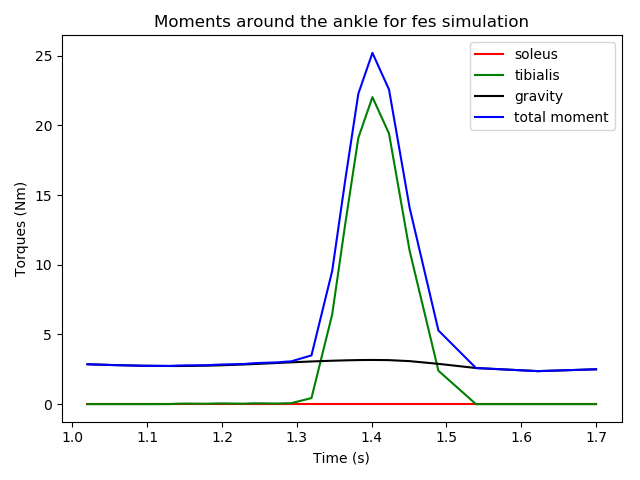 Moments around the ankle for fes simulation
soleus
tibialis
gravity
total moment
Torques (Nm)
25
20
15
10
5
0
1.0 1.1 1.2 1.3 1.4 1.5 1.6 1.7
Time (s)